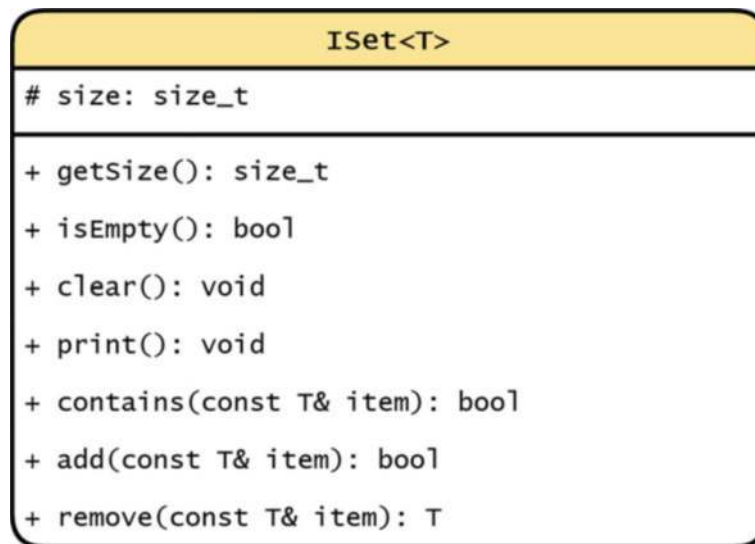 ISet<T>
# size: size_t
+ getSize(): size_t
+ isEmpty(): bool
+ clear(): void
+ print(): void
+ contains(const T& item): bool
+ add(const T& item): bool
+ remove(const T& item): T